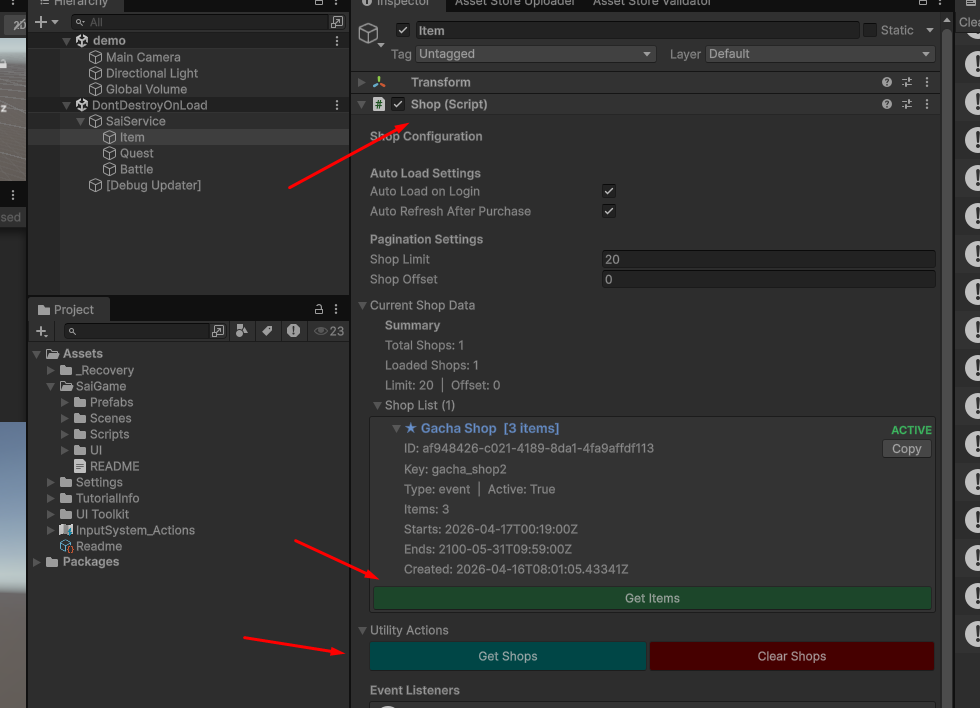 Hierarchy
Inspector
Asset Store Uploader
Asset Store Validator
2D
All
Item
Static
Clea
demo
Tag Untagged
Layer Default
Main Camera
Directional Light
Transform
Global Volume
DontDestroyOnLoad
# Shop (Script)
SaiService
Item
Shop Configuration
Quest
Battle
Auto Load Settings
[Debug Updater]
Auto Load on Login
Auto Refresh After Purchase
sed
Pagination Settings
Shop Limit 20
Shop Offset 0
Project
Current Shop Data
23
Summary
Total Shops: 1
Assets
Loaded Shops: 1
_Recovery
Limit: 20 | Offset: 0
SaiGame
Prefabs
Shop List (1)
Scenes
★ Gacha Shop [3 items]
ACTIVE
Scripts
ID: af948426-c021-4189-8da1-4fa9affdf113
Copy
UI
README
Key: gacha_shop2
Settings
Type: event | Active: True
TutorialInfo
Items: 3
UI Toolkit
Starts: 2026-04-17T00:19:00Z
InputSystem_Actions
Readme
Ends: 2100-05-31T09:59:00Z
Packages
Created: 2026-04-16T08:01:05.43341Z
Get Items
Utility Actions
Get Shops
Clear Shops
Event Listeners